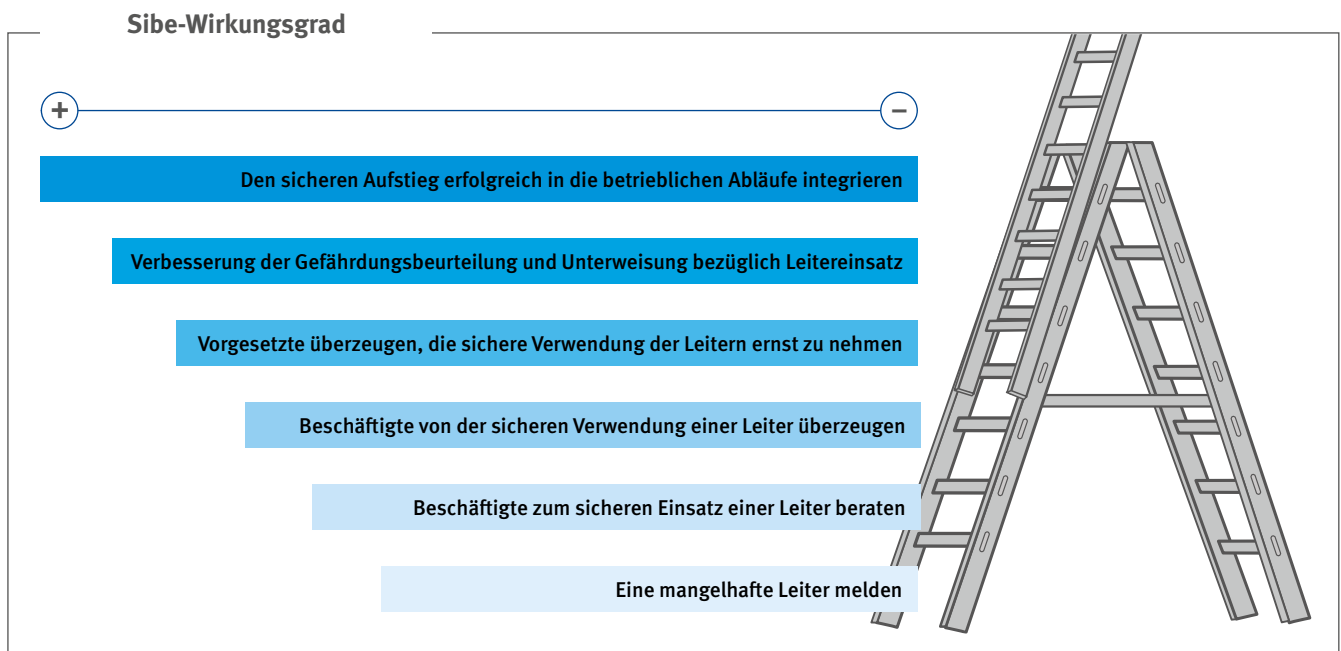 Sibe-Wirkungsgrad
+ −
Den sicheren Aufstieg erfolgreich in die betrieblichen Abläufe integrieren
Verbesserung der Gefährdungsbeurteilung und Unterweisung bezüglich Leitereinsatz
Vorgesetzte überzeugen, die sichere Verwendung der Leitern ernst zu nehmen
Beschäftigte von der sicheren Verwendung einer Leiter überzeugen
Beschäftigte zum sicheren Einsatz einer Leiter beraten
Eine mangelhafte Leiter melden